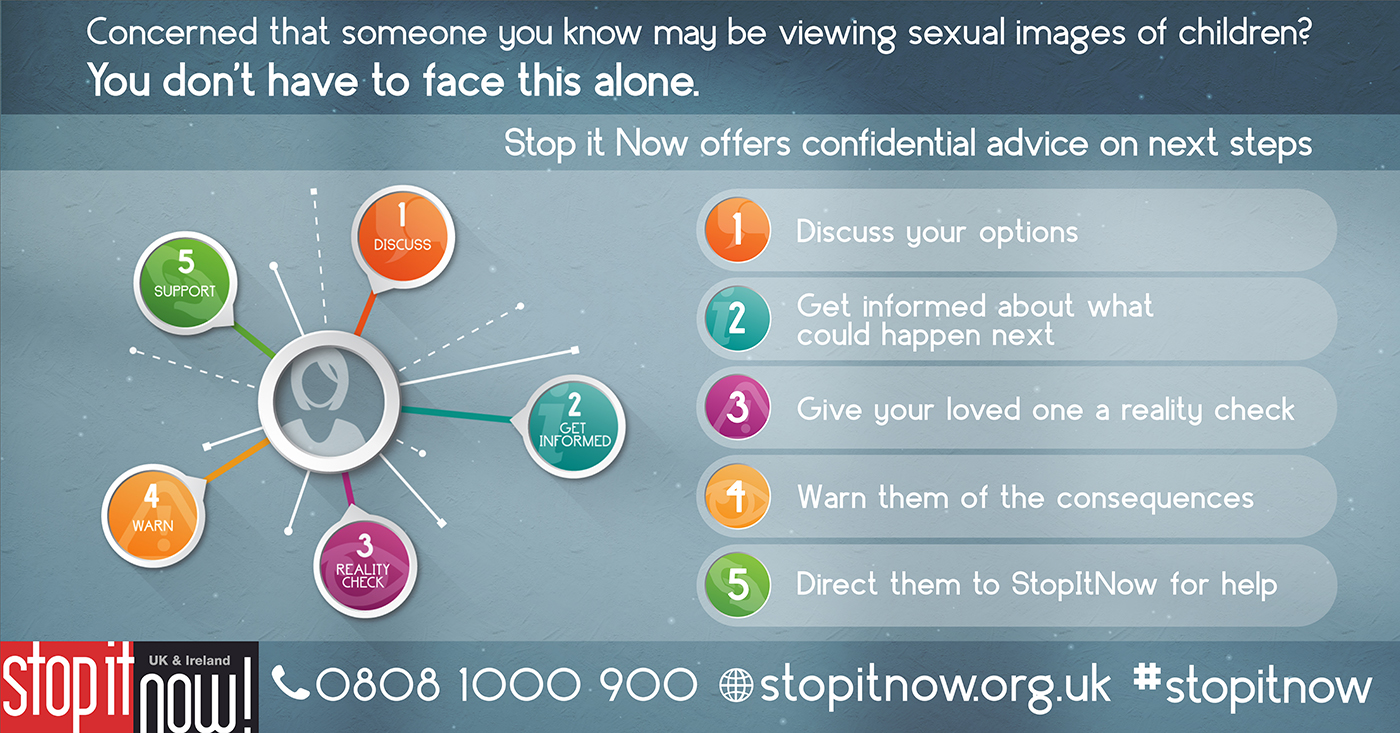 Concerned that someone you know may be viewing sexual images of children?
You don't have to face this alone.
Stop it Now offers confidential advice on next steps
1
DISCUSS
5
SUPPORT
2
GET
INFORMED
4
WARN
3
REALITY
CHECK
1 Discuss your options
2 Get informed about what
could happen next
3 Give your loved one a reality check
4 Warn them of the consequences
5 Direct them to StopItNow for help
stop it
UK & Ireland
now!
0808 1000 900
stopitnow.org.uk
#stopitnow